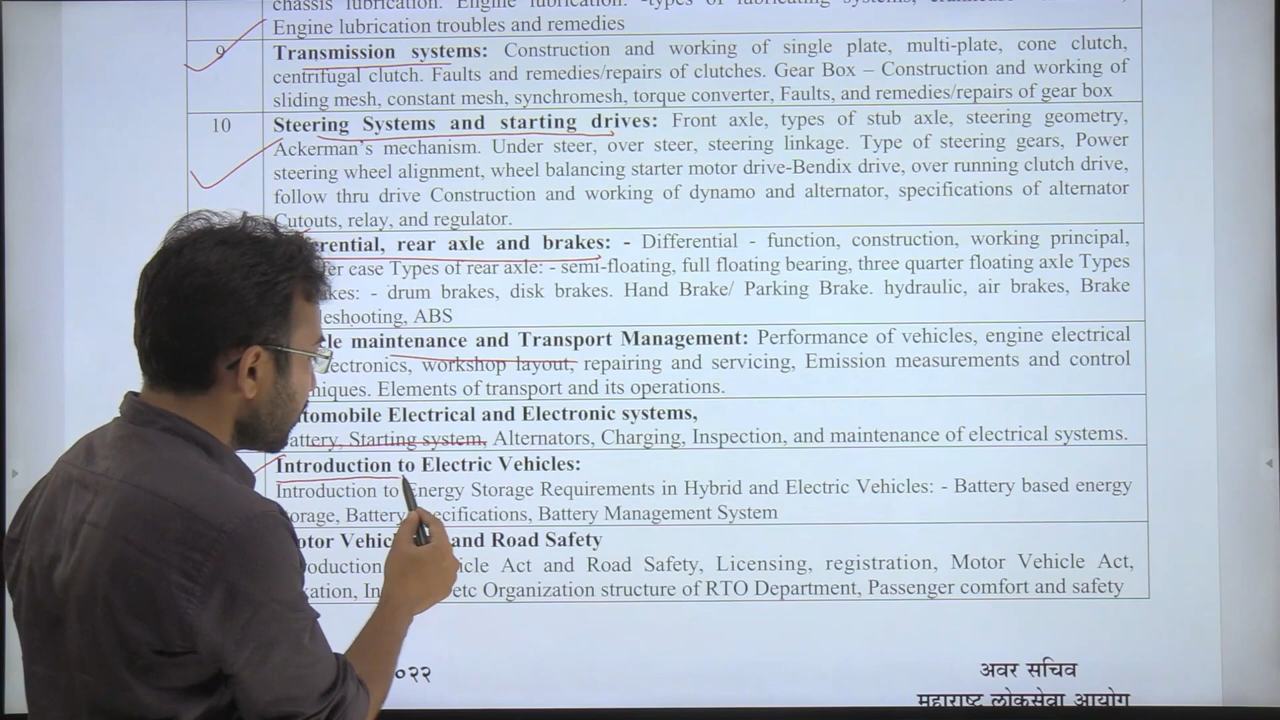 chassis lubrication. Engine lubrication: -types of lubricating systems, crankcase
Engine lubrication troubles and remedies
9 Transmission systems: Construction and working of single plate, multi-plate, cone clutch,
centrifugal clutch. Faults and remedies/repairs of clutches. Gear Box – Construction and working of
sliding mesh, constant mesh, synchromesh, torque converter, Faults, and remedies/repairs of gear box
10 Steering Systems and starting drives: Front axle, types of stub axle, steering geometry,
Ackerman's mechanism. Under steer, over steer, steering linkage. Type of steering gears, Power
steering wheel alignment, wheel balancing starter motor drive-Bendix drive, over running clutch drive,
follow thru drive Construction and working of dynamo and alternator, specifications of alternator
Cutouts, relay, and regulator.
erential, rear axle and brakes: - Differential - function, construction, working principal,
er case Types of rear axle: - semi-floating, full floating bearing, three quarter floating axle Types
kes: - drum brakes, disk brakes. Hand Brake/ Parking Brake. hydraulic, air brakes, Brake
leshooting, ABS
le maintenance and Transport Management: Performance of vehicles, engine electrical
ectronics, workshop layout, repairing and servicing, Emission measurements and control
niques. Elements of transport and its operations.
tomobile Electrical and Electronic systems,
attery, Starting system, Alternators, Charging, Inspection, and maintenance of electrical systems.
Introduction to Electric Vehicles:
Introduction to Energy Storage Requirements in Hybrid and Electric Vehicles: - Battery based energy
orage, Battery ecifications, Battery Management System
otor Vehic and Road Safety
oduction icle Act and Road Safety, Licensing, registration, Motor Vehicle Act,
ation, In etc Organization structure of RTO Department, Passenger comfort and safety
०२२ अवर सचिव
महाराष्ट्र लोकसेवा आयोग